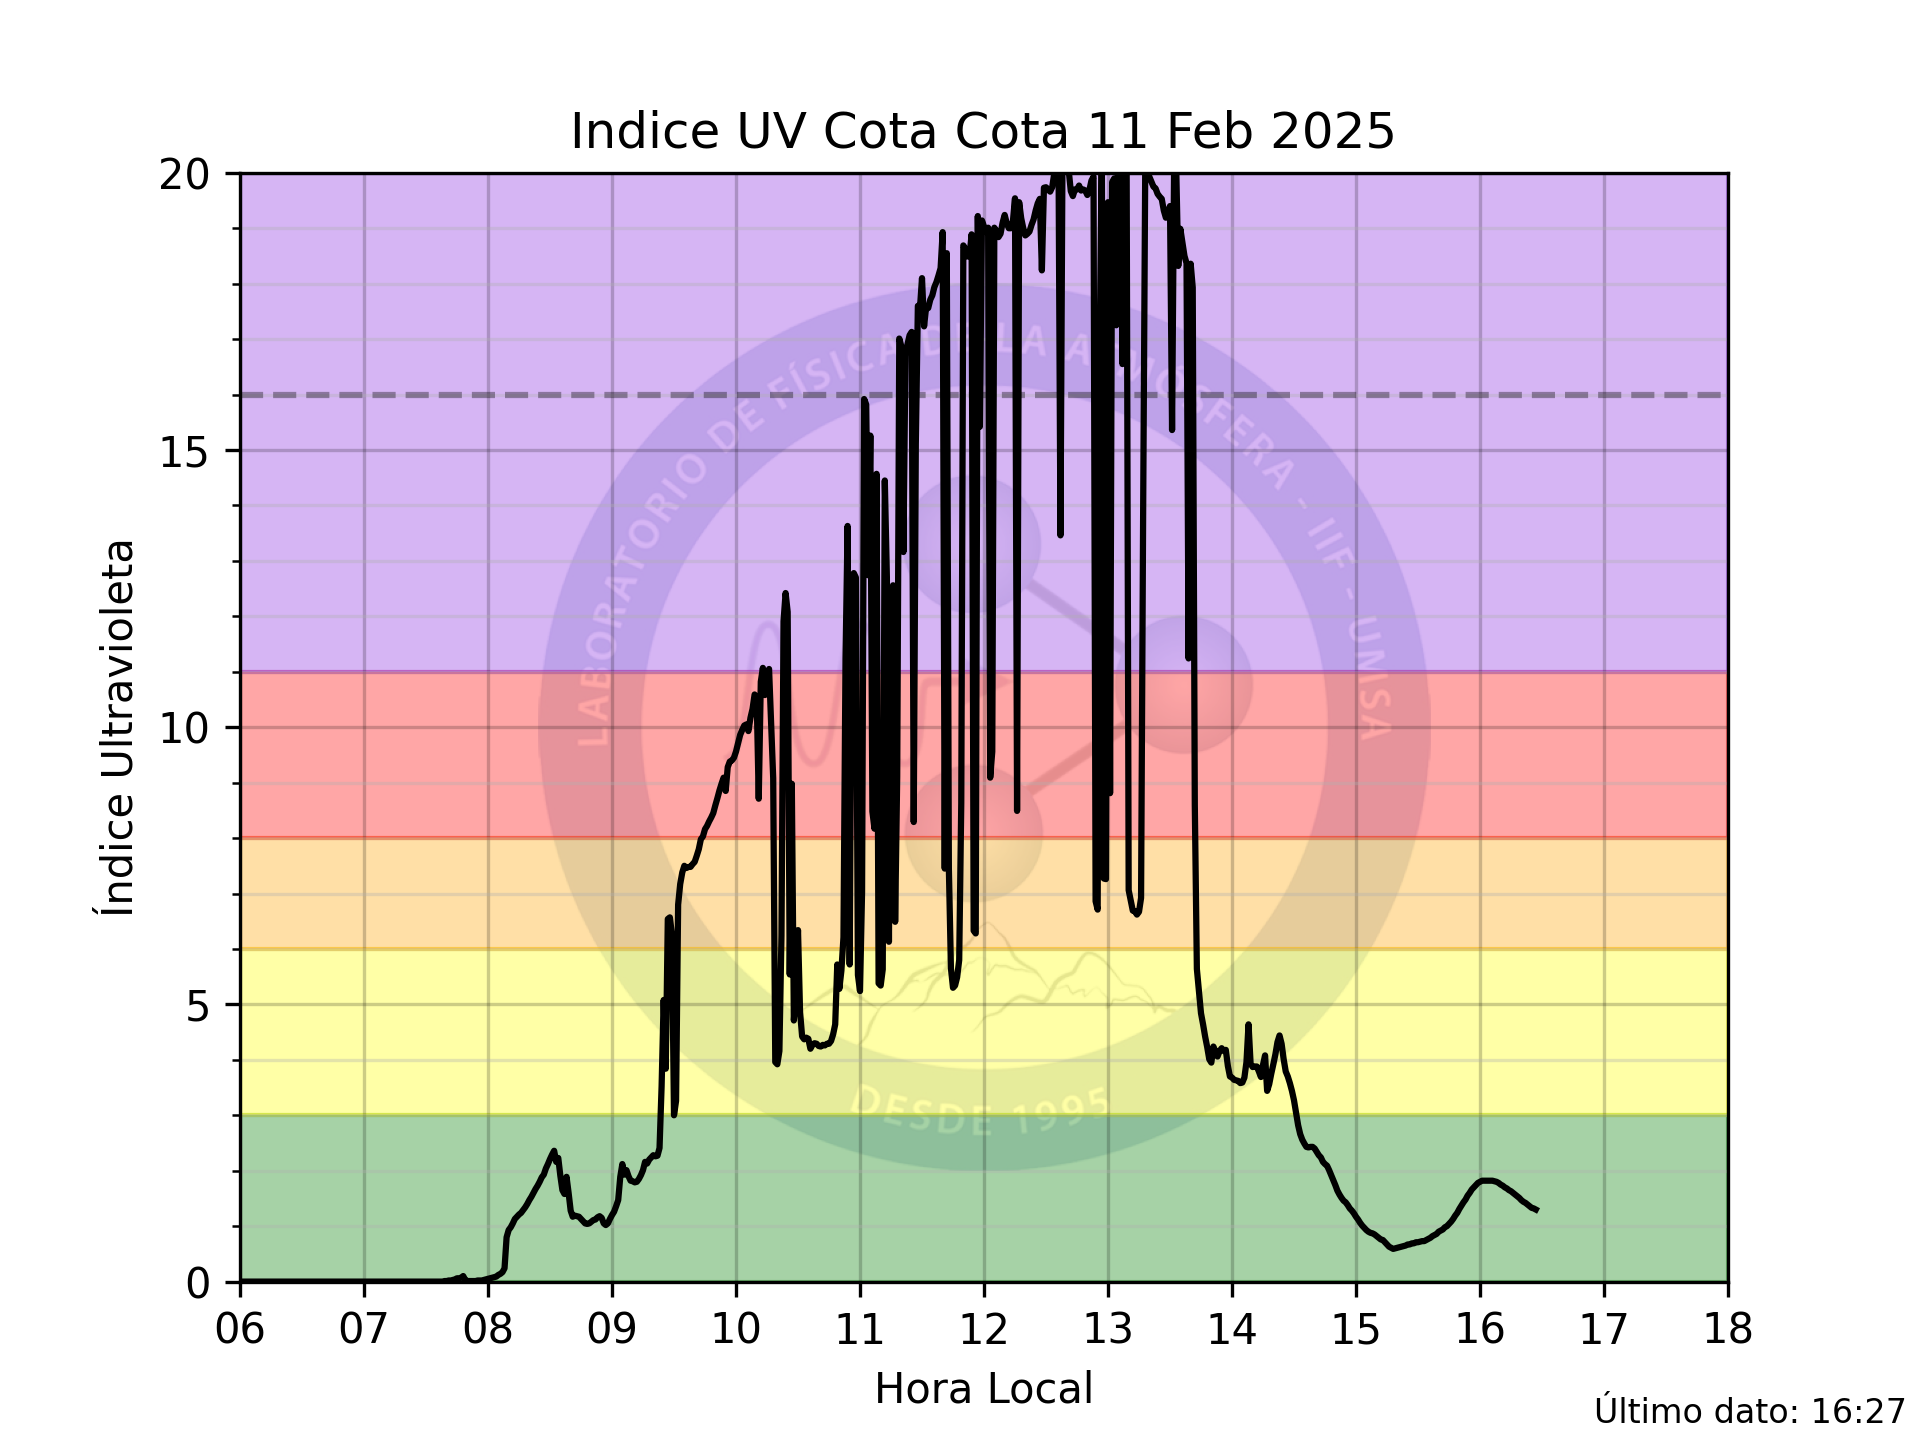 Indice UV Cota Cota 11 Feb 2025
20
15
10
5
0
Índice Ultravioleta
LABORATORIO DE FÍSICA DE LA ATMÓSFERA - IIF - UMSA
DESDE 1995
06 07 08 09 10 11 12 13 14 15 16 17 18
Hora Local
Último dato: 16:27